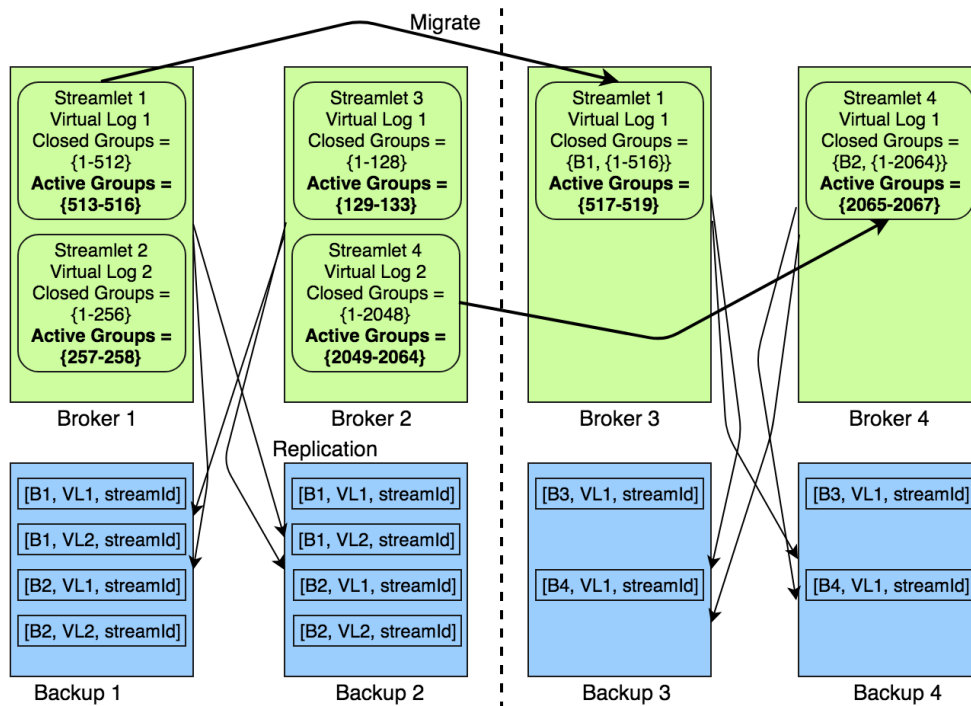 Migrate
Streamlet 1
Virtual Log 1
Closed Groups =
{1-512}
Active Groups =
{513-516}
Streamlet 2
Virtual Log 2
Closed Groups =
{1-256}
Active Groups =
{257-258}
Broker 1
Streamlet 3
Virtual Log 1
Closed Groups =
{1-128}
Active Groups =
{129-133}
Streamlet 4
Virtual Log 2
Closed Groups =
{1-2048}
Active Groups =
{2049-2064}
Broker 2
Streamlet 1
Virtual Log 1
Closed Groups =
{B1, {1-516}}
Active Groups =
{517-519}
Broker 3
Streamlet 4
Virtual Log 1
Closed Groups =
{B2, {1-2064}}
Active Groups =
{2065-2067}
Broker 4
Replication
[B1, VL1, streamId]
[B1, VL2, streamId]
[B2, VL1, streamId]
[B2, VL2, streamId]
Backup 1
[B1, VL1, streamId]
[B1, VL2, streamId]
[B2, VL1, streamId]
[B2, VL2, streamId]
Backup 2
[B3, VL1, streamId]
[B4, VL1, streamId]
Backup 3
[B3, VL1, streamId]
[B4, VL1, streamId]
Backup 4